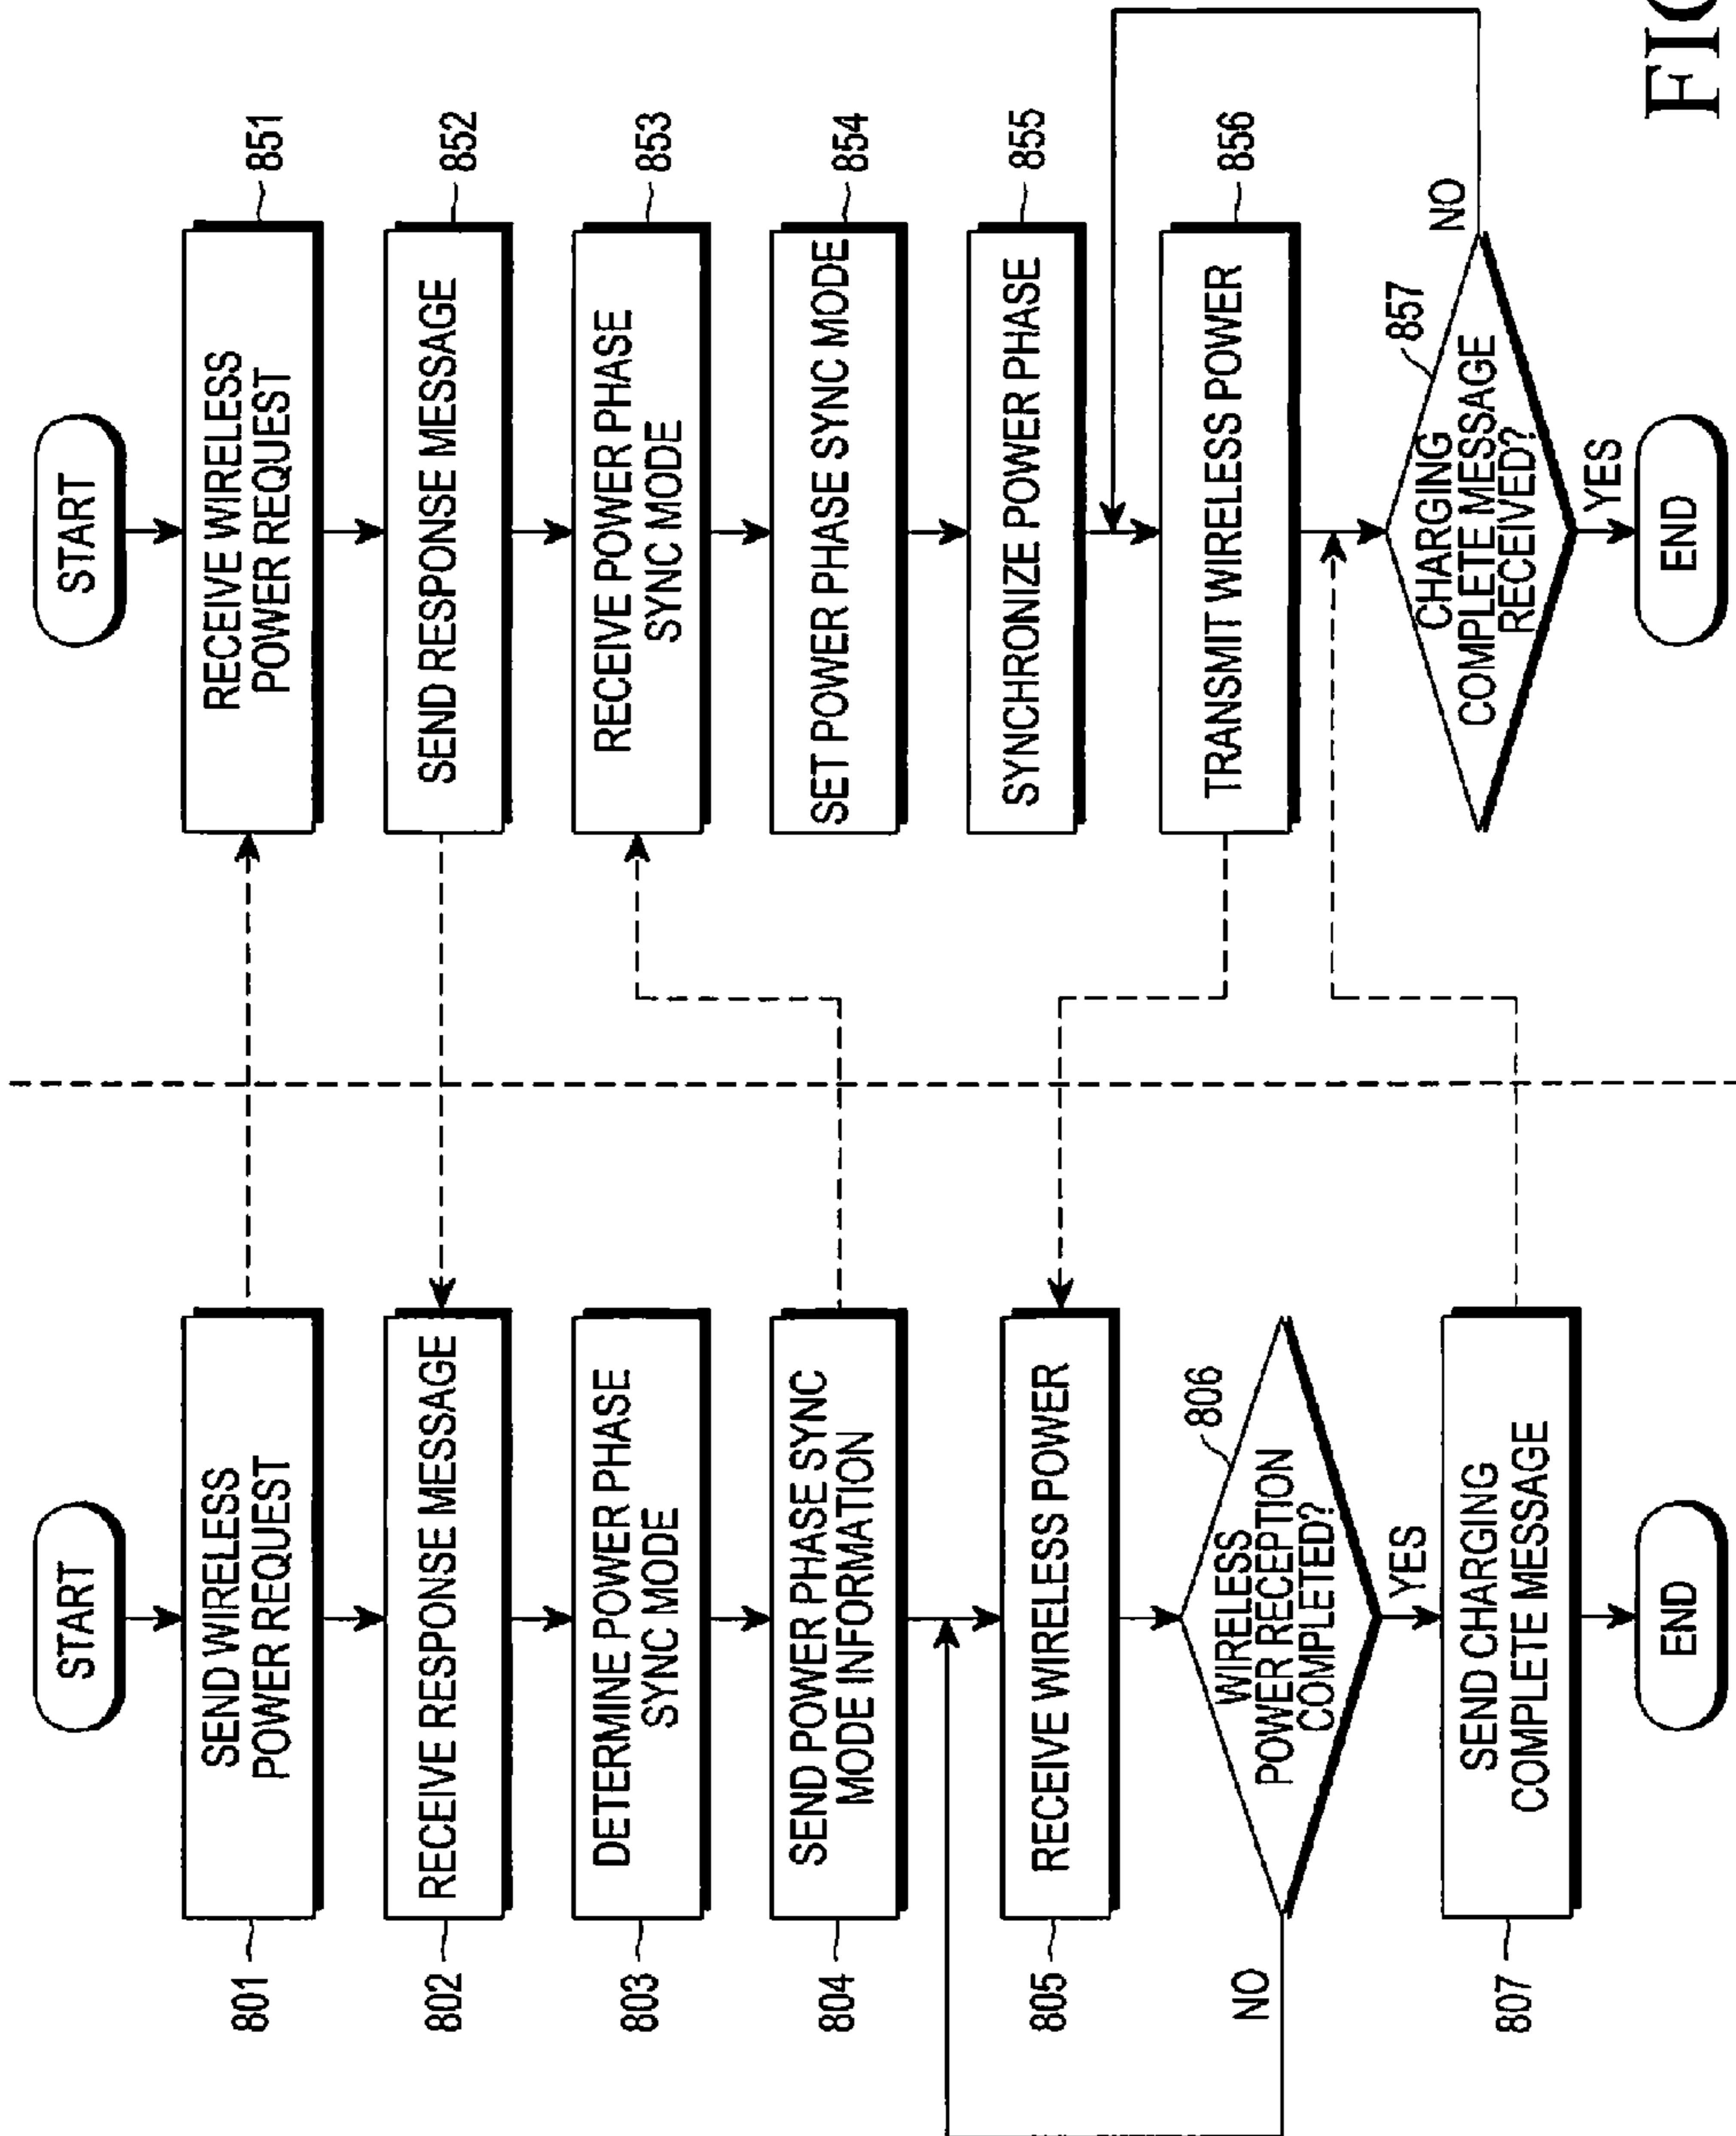 START
801
SEND WIRELESS
POWER REQUEST
802
RECEIVE RESPONSE MESSAGE
803
DETERMINE POWER PHASE
SYNC MODE
804
SEND POWER PHASE SYNC
MODE INFORMATION
805
RECEIVE WIRELESS POWER
806
WIRELESS
POWER RECEPTION
COMPLETED?
NO
YES
807
SEND CHARGING
COMPLETE MESSAGE
END
START
RECEIVE WIRELESS
POWER REQUEST
851
SEND RESPONSE MESSAGE
852
RECEIVE POWER PHASE
SYNC MODE
853
SET POWER PHASE SYNC MODE
854
SYNCHRONIZE POWER PHASE
855
TRANSMIT WIRELESS POWER
856
857
CHARGING
COMPLETE MESSAGE
RECEIVED?
NO
YES
END